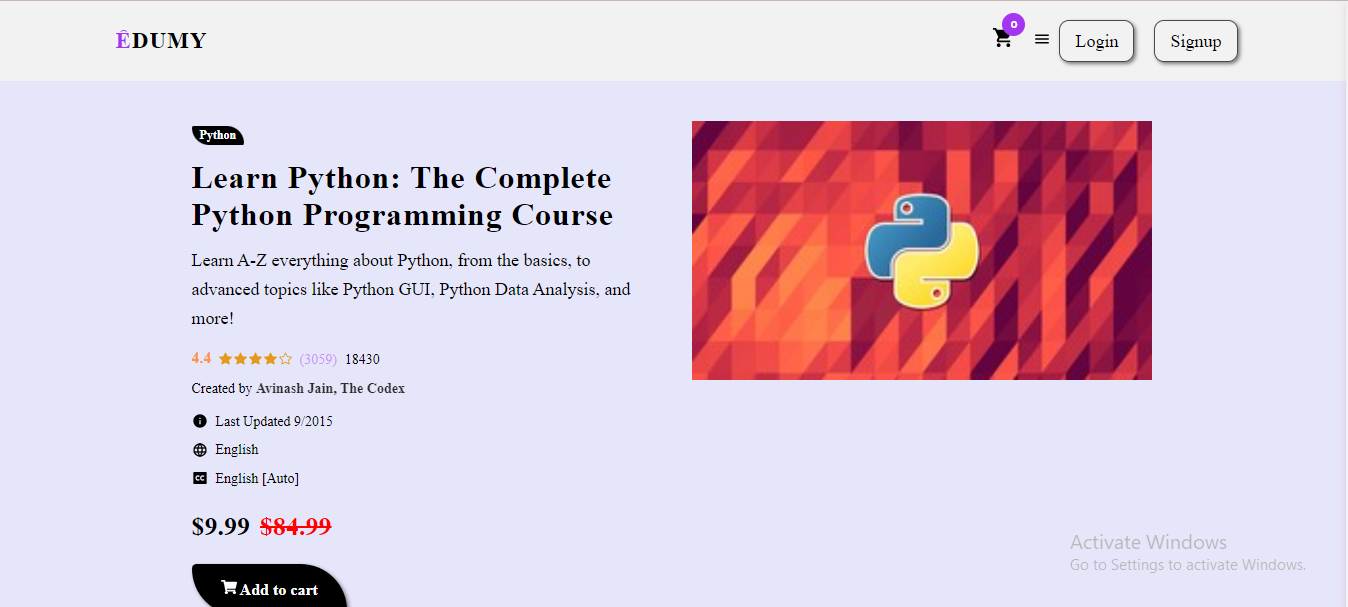 ÊDUMY
0
Login
Signup
Python
Learn Python: The Complete
Python Programming Course
Learn A-Z everything about Python, from the basics, to
advanced topics like Python GUI, Python Data Analysis, and
more!
4.4 (3059) 18430
Created by Avinash Jain, The Codex
Last Updated 9/2015
English
CC English [Auto]
$9.99 $84.99
Add to cart
Activate Windows
Go to Settings to activate Windows.